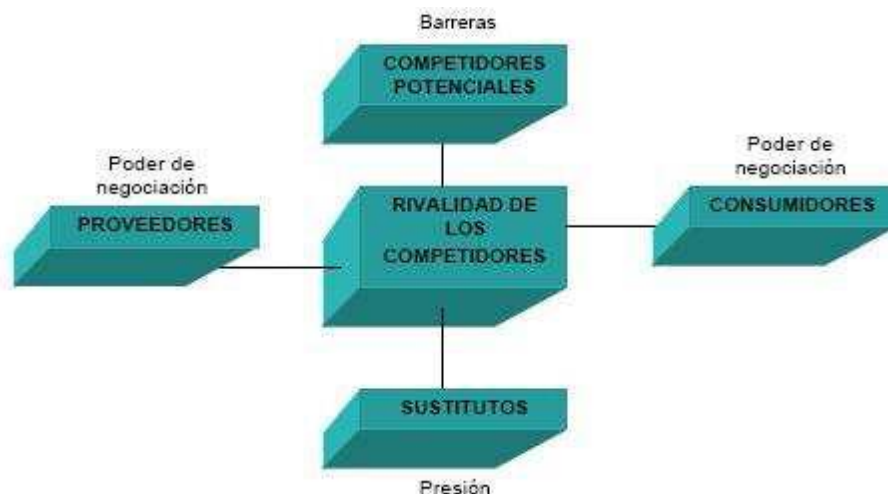 Barreras
COMPETIDORES
POTENCIALES
Poder de
negociación
PROVEEDORES
RIVALIDAD DE
LOS
COMPETIDORES
Poder de
negociación
CONSUMIDORES
SUSTITUTOS
Presión